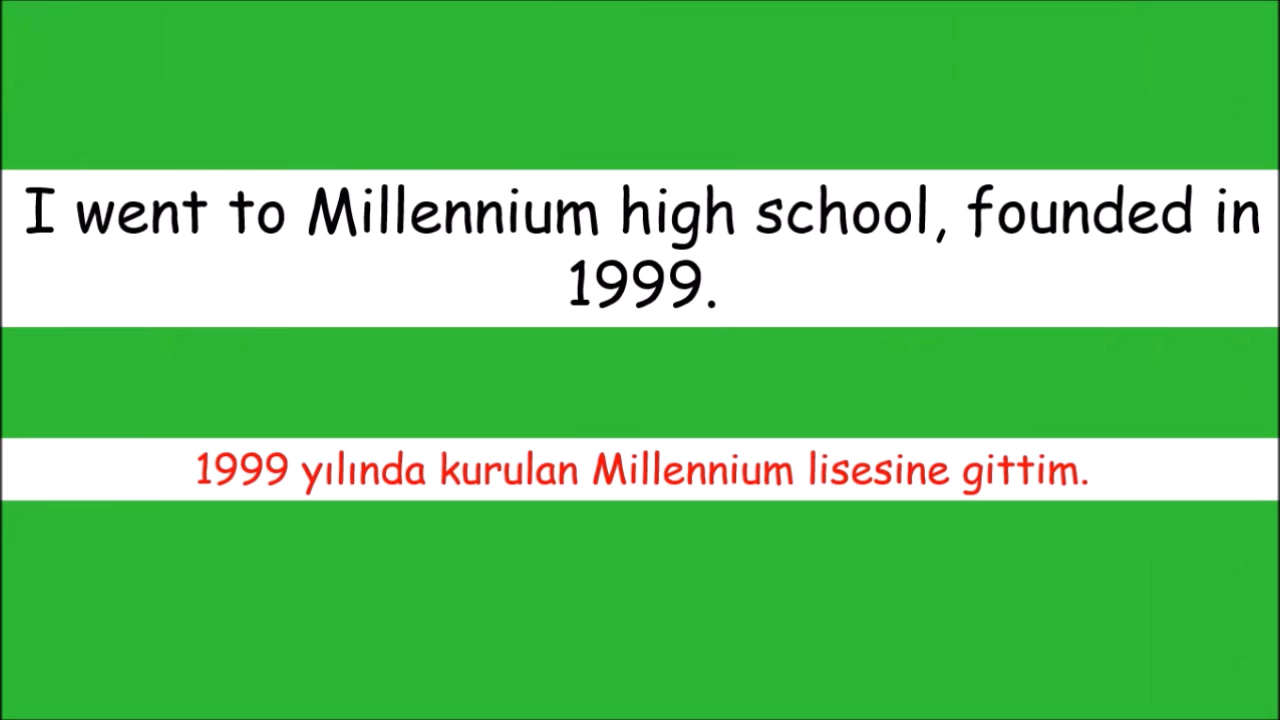 I went to Millennium high school, founded in
1999.
1999 yılında kurulan Millennium lisesine gittim.